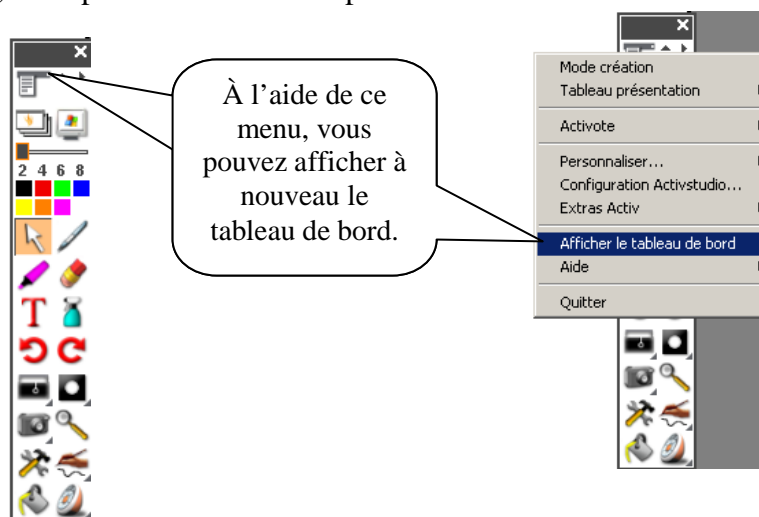 2 4 6 8
T
À l'aide de ce
menu, vous
pouvez afficher à
nouveau le
tableau de bord.
Mode création
Tableau présentation
Activote
Personnaliser...
Configuration Activstudio...
Extras Activ
Afficher le tableau de bord
Aide
Quitter